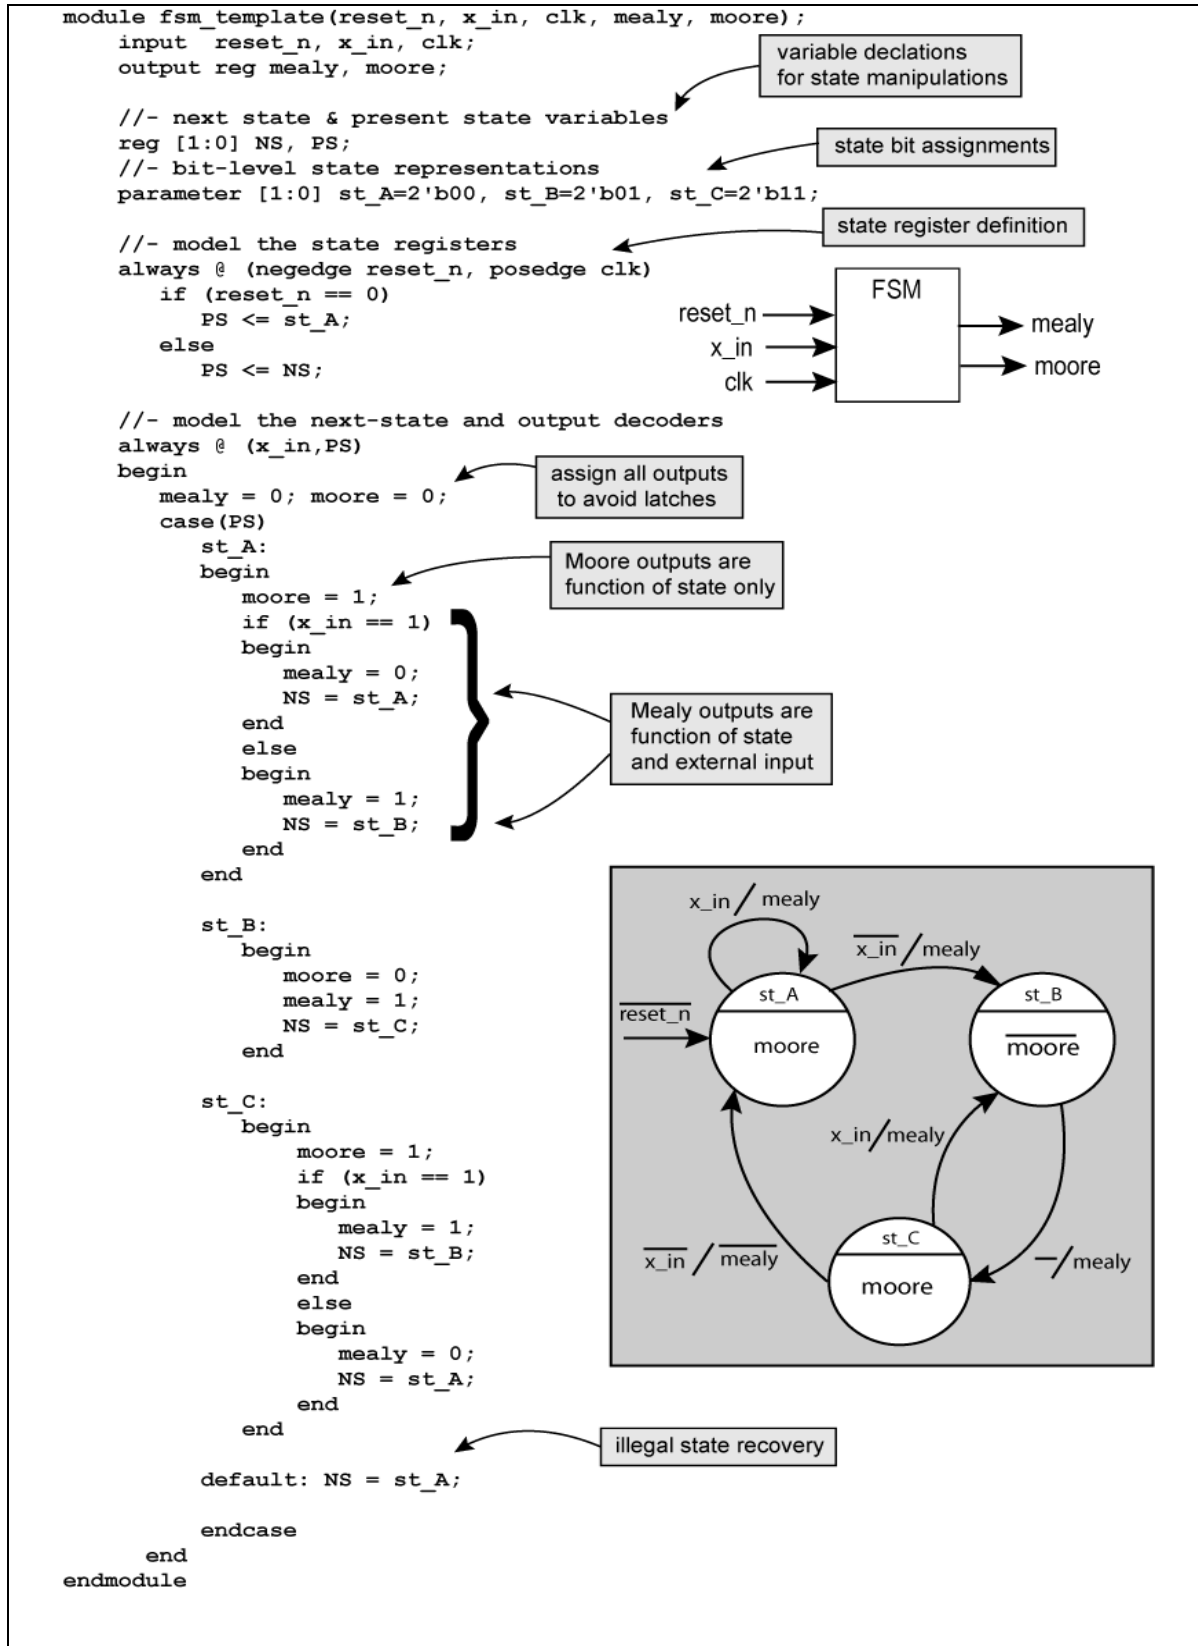 module fsm_template(reset_n, x_in, clk, mealy, moore);
input  reset_n, x_in, clk;
output reg mealy, moore;
variable declations
for state manipulations
//- next state & present state variables
reg [1:0] NS, PS;
//- bit-level state representations
parameter [1:0] st_A=2'b00, st_B=2'b01, st_C=2'b11;
state bit assignments
//- model the state registers
always @ (negedge reset_n, posedge clk)
if (reset_n == 0)
PS <= st_A;
else
PS <= NS;
state register definition
FSM
reset_n
x_in
clk
mealy
moore
//- model the next-state and output decoders
always @ (x_in,PS)
begin
mealy = 0; moore = 0;
assign all outputs
to avoid latches
case(PS)
st_A:
begin
moore = 1;
Moore outputs are
function of state only
if (x_in == 1)
begin
mealy = 0;
NS = st_A;
end
else
begin
mealy = 1;
NS = st_B;
end
end
Mealy outputs are
function of state
and external input
st_B:
begin
moore = 0;
mealy = 1;
NS = st_C;
end
st_C:
begin
moore = 1;
if (x_in == 1)
begin
mealy = 1;
NS = st_B;
end
else
begin
mealy = 0;
NS = st_A;
end
end
x_in/mealy
x_in/mealy
reset_n
st_A
moore
st_B
moore
x_in/mealy
x_in/mealy
st_C
moore
–/mealy
illegal state recovery
default: NS = st_A;
endcase
end
endmodule